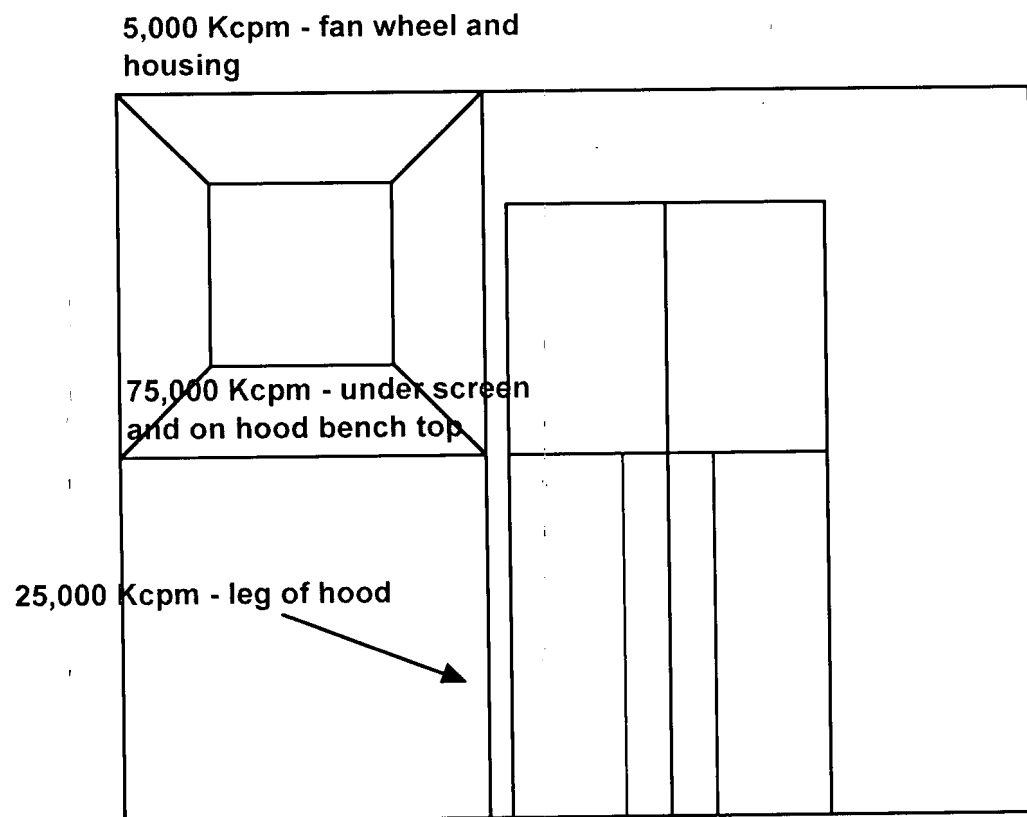 5,000 Kcpm - fan wheel and
housing
75,000 Kcpm - under screen
and on hood bench top
25,000 Kcpm - leg of hood